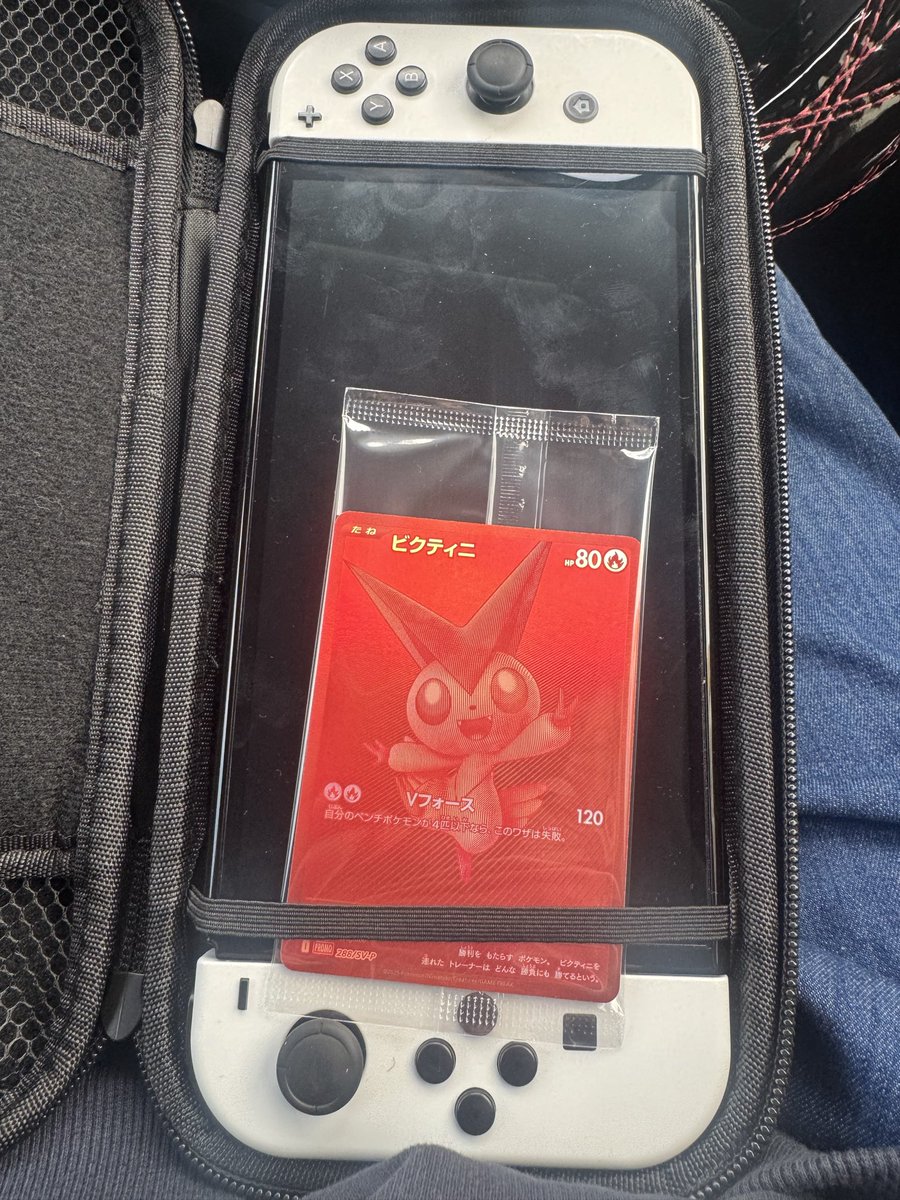 A
X
B
Y
たね ビクティニ HP 80
Vフォース 120
自分のベンチポケモンが4匹以下なら、このワザは失敗。
I PROMO 288/SV-P
勝利を もたらす ポケモン。 ビクティニを
連れた トレーナーは どんな 勝負にも 勝てるという。